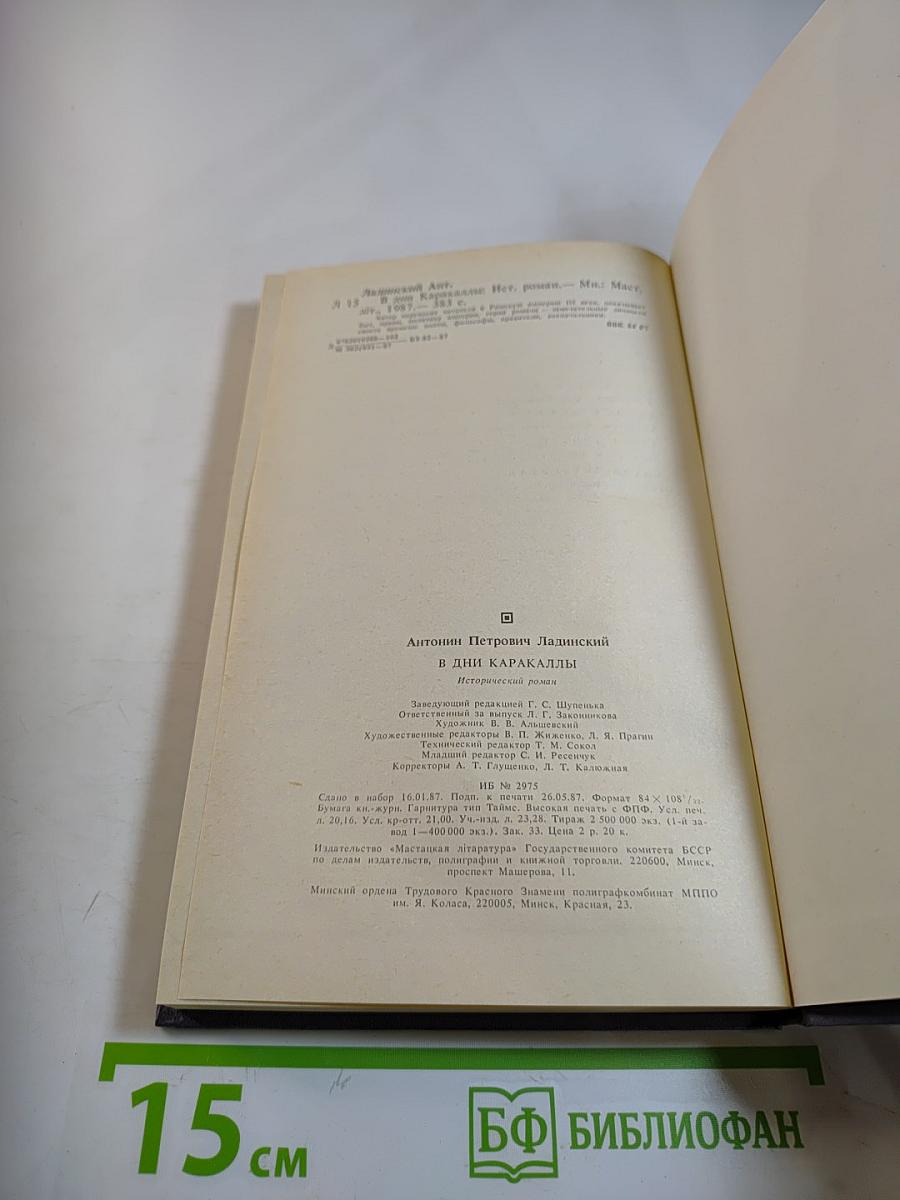 Ладинский Ант.
Л 15 В дни Каракаллы: Ист. роман.— Мн.: Маст.
літ., 1987.— 383 с.
Антонин Петрович Ладинский
В ДНИ КАРАКАЛЛЫ
Исторический роман
Заведующий редакцией Г. С. Шупенька
Ответственный за выпуск Л. Г. Законникова
Художник В. В. Альшевский
Художественные редакторы В. П. Жиженко, Л. Я. Прагин
Технический редактор Т. М. Сокол
Младший редактор С. И. Ресенчук
Корректоры А. Т. Глущенко, Л. Т. Калюжная
ИБ № 2975
Сдано в набор 16.01.87. Подп. к печати 26.05.87. Формат 84×108¹/₃₂.
Бумага кн.-журн. Гарнитура тип Таймс. Высокая печать с ФПФ. Усл. печ.
л. 20,16. Усл. кр-отт. 21,00. Уч.-изд. л. 23,28. Тираж 2 500 000 экз. (1-й за-
вод 1—400 000 экз.). Зак. 33. Цена 2 р. 20 к.
Издательство «Мастацкая літаратура» Государственного комитета БССР
по делам издательств, полиграфии и книжной торговли. 220600, Минск,
проспект Машерова, 11.
Минский ордена Трудового Красного Знамени полиграфкомбинат МППО
им. Я. Коласа, 220005, Минск, Красная, 23.
15 см
БФ БИБЛИОФАН